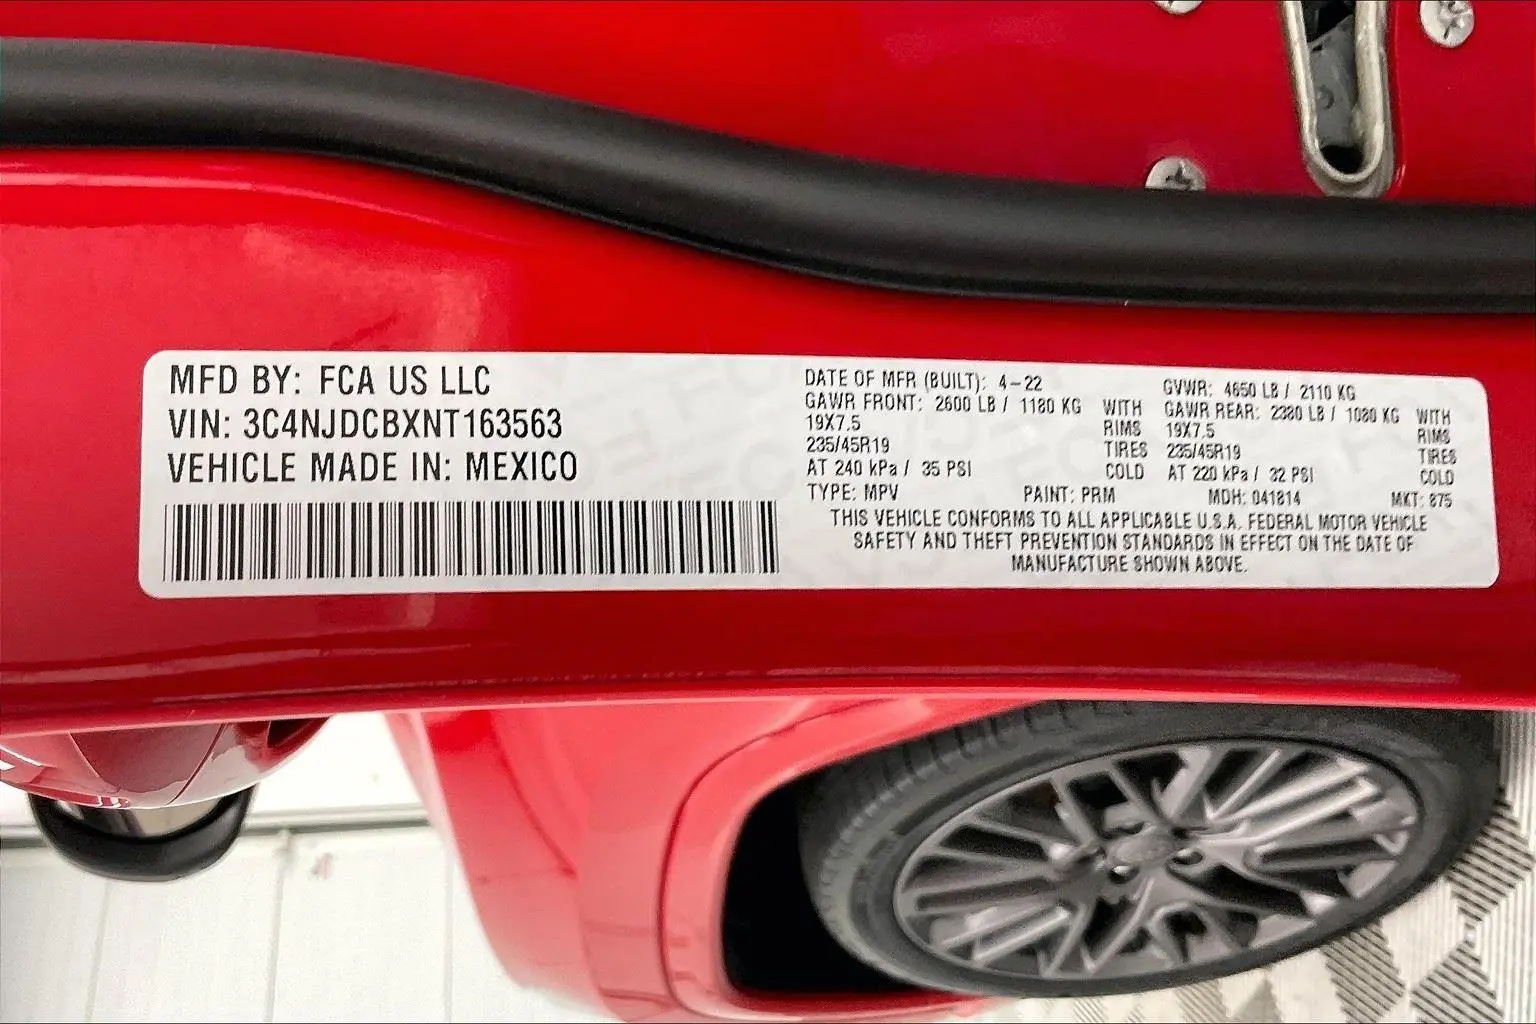 MFD BY: FCA US LLC
VIN: 3C4NJDCBXNT163563
VEHICLE MADE IN: MEXICO
DATE OF MFR (BUILT): 4-22
GAWR FRONT: 2600 LB / 1180 KG WITH
19X7.5 RIMS
235/45R19 TIRES
AT 240 kPa / 35 PSI COLD
GVWR: 4650 LB / 2110 KG
GAWR REAR: 2380 LB / 1080 KG WITH
19X7.5 RIMS
235/45R19 TIRES
AT 220 kPa / 32 PSI COLD
TYPE: MPV PAINT: PRM MDH: 041814 MKT: 875
THIS VEHICLE CONFORMS TO ALL APPLICABLE U.S.A. FEDERAL MOTOR VEHICLE
SAFETY AND THEFT PREVENTION STANDARDS IN EFFECT ON THE DATE OF
MANUFACTURE SHOWN ABOVE.